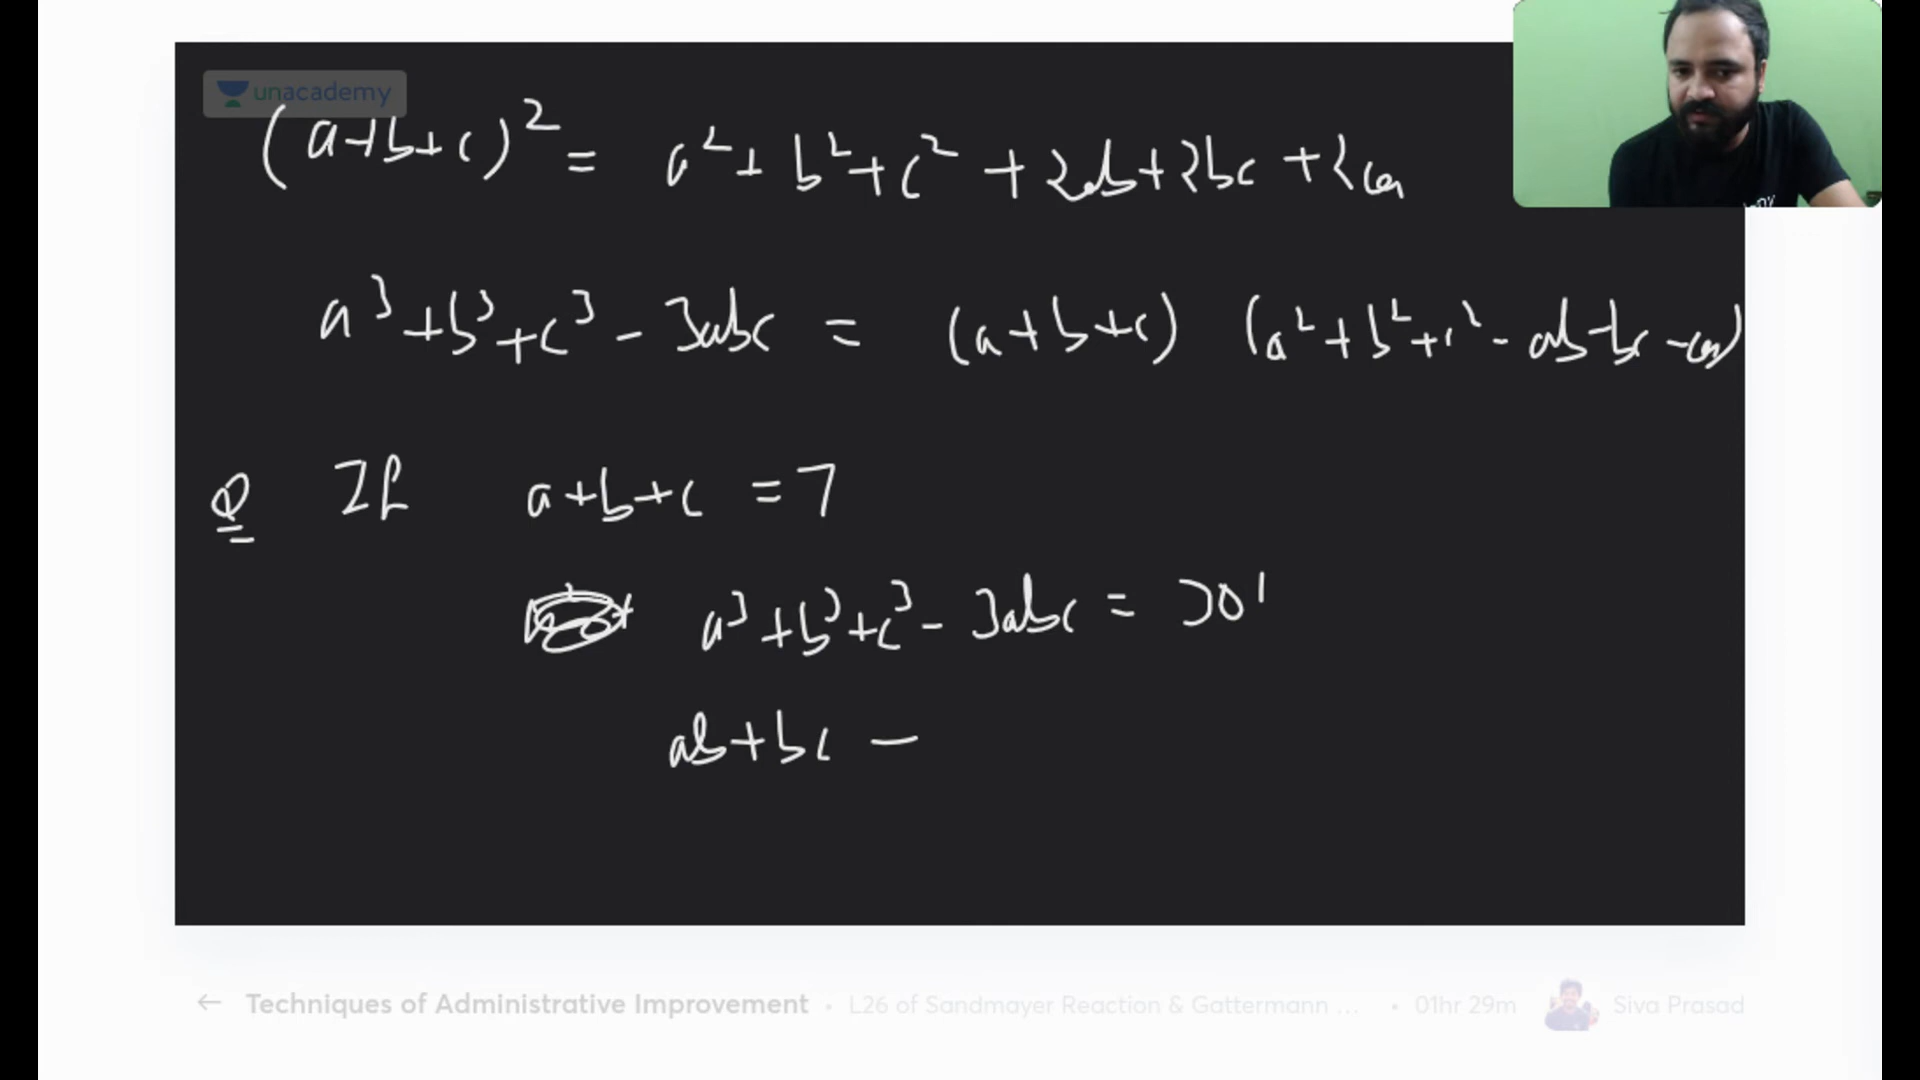 unacademy
(a+b+c)² = a² + b² + c² + 2ab + 2bc + 2ca
a³ + b³ + c³ - 3abc = (a+b+c) (a² + b² + c² - ab - bc - ca)
Q If a+b+c = 7
a³ + b³ + c³ - 3abc = 301
ab + bc -
← Techniques of Administrative Improvement • L26 of Sandmayer Reaction & Gattermann ... • 01hr 29m Siva Prasad